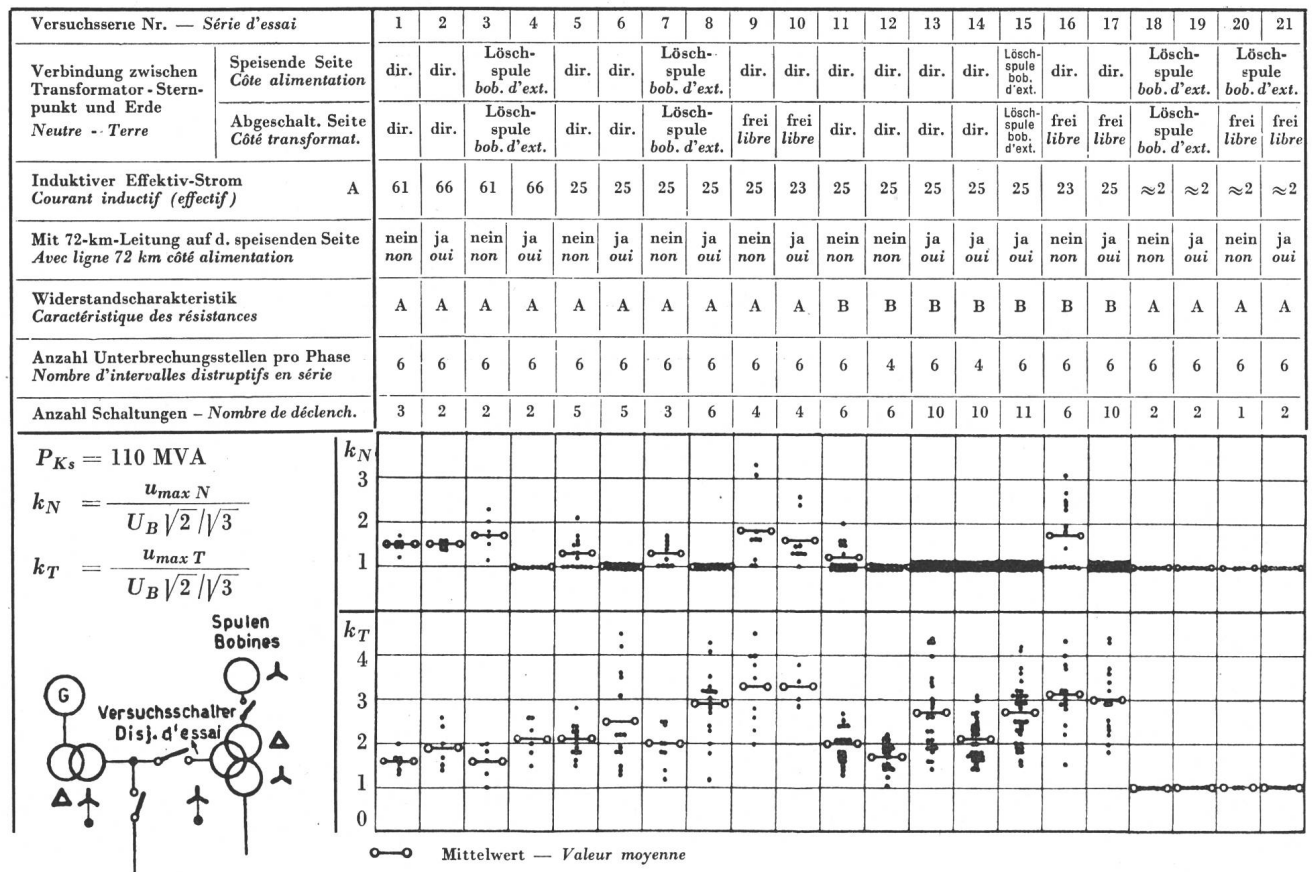 Versuchsserie Nr. — Série d'essai 1 2 3 4 5 6 7 8 9 10 11 12 13 14 15 16 17 18 19 20 21
Verbindung zwischen
Transformator - Stern-
punkt und Erde
Neutre -- Terre
Speisende Seite
Côte alimentation
dir. dir. Lösch-spule bob. d'ext. dir. dir. Lösch-spule bob. d'ext. dir. dir. dir. dir. dir. dir. Lösch-spule bob. d'ext. dir. dir. Lösch-spule bob. d'ext. Lösch-spule bob. d'ext.
Abgeschalt. Seite
Côté transformat.
dir. dir. Lösch-spule bob. d'ext. dir. dir. Lösch-spule bob. d'ext. frei libre frei libre dir. dir. dir. dir. Lösch-spule bob. d'ext. frei libre frei libre Lösch-spule bob. d'ext. frei libre frei libre
Induktiver Effektiv-Strom A 61 66 61 66 25 25 25 25 25 23 25 25 25 25 25 23 25 ≈2 ≈2 ≈2 ≈2
Courant inductif (effectif)
Mit 72-km-Leitung auf d. speisenden Seite nein ja nein ja nein ja nein ja nein ja nein nein ja ja ja nein ja nein ja nein ja
Avec ligne 72 km côté alimentation non oui non oui non oui non oui non oui non non oui oui oui non oui non oui non oui
Widerstandscharakteristik A A A A A A A A A A B B B B B B B A A A A
Caractéristique des résistances
Anzahl Unterbrechungsstellen pro Phase 6 6 6 6 6 6 6 6 6 6 6 4 6 4 6 6 6 6 6 6 6
Nombre d'intervalles distruptifs en série
Anzahl Schaltungen – Nombre de déclench. 3 2 2 2 5 5 3 6 4 4 6 6 10 10 11 6 10 2 2 1 2
P_Ks = 110 MVA
k_N = u_max N / U_B √2 /√3
k_T = u_max T / U_B √2 /√3
k_N
3
2
1
k_T
4
3
2
1
0
Spulen
Bobines
G
Versuchsschalter
Disj. d'essai
Mittelwert — Valeur moyenne